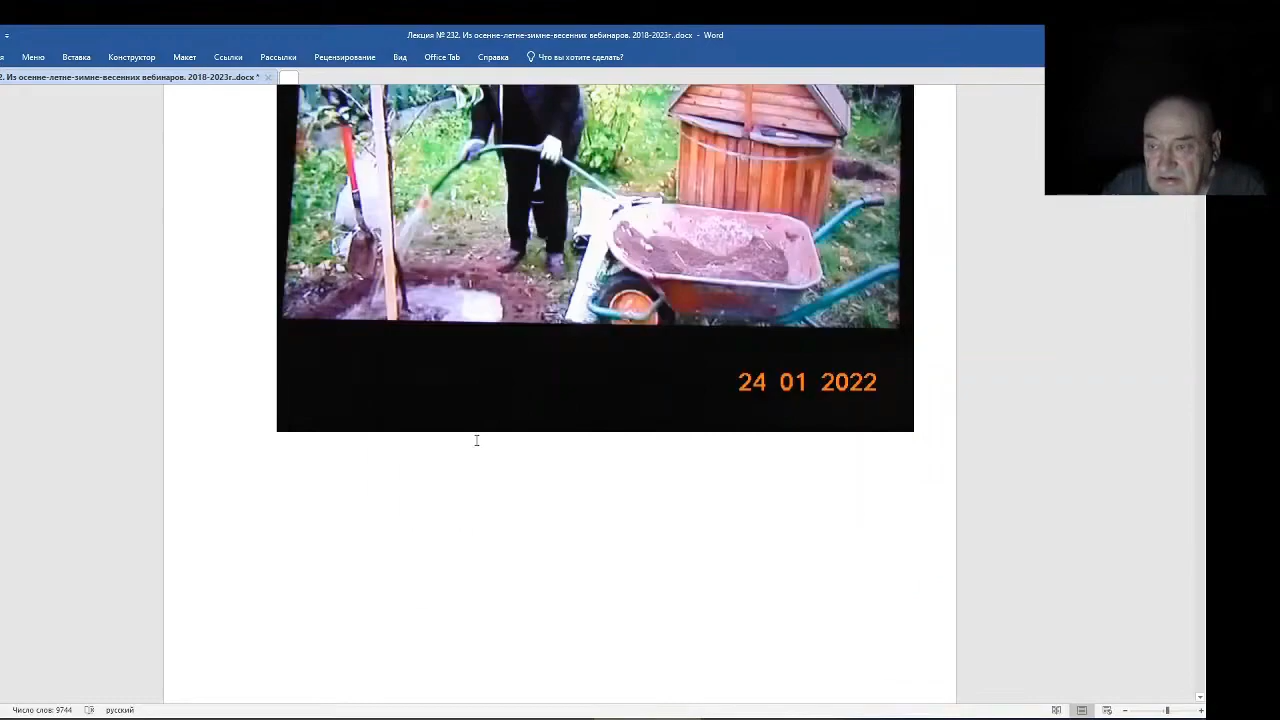 Лекция № 232. Из осенне-летне-зимне-весенних вебинаров. 2018-2023г..docx - Word
Меню Вставка Конструктор Макет Ссылки Рассылки Рецензирование Вид Office Tab Справка Что вы хотите сделать?
2. Из осенне-летне-зимне-весенних вебинаров. 2018-2023г..docx *
24 01 2022
Число слов: 9744 русский